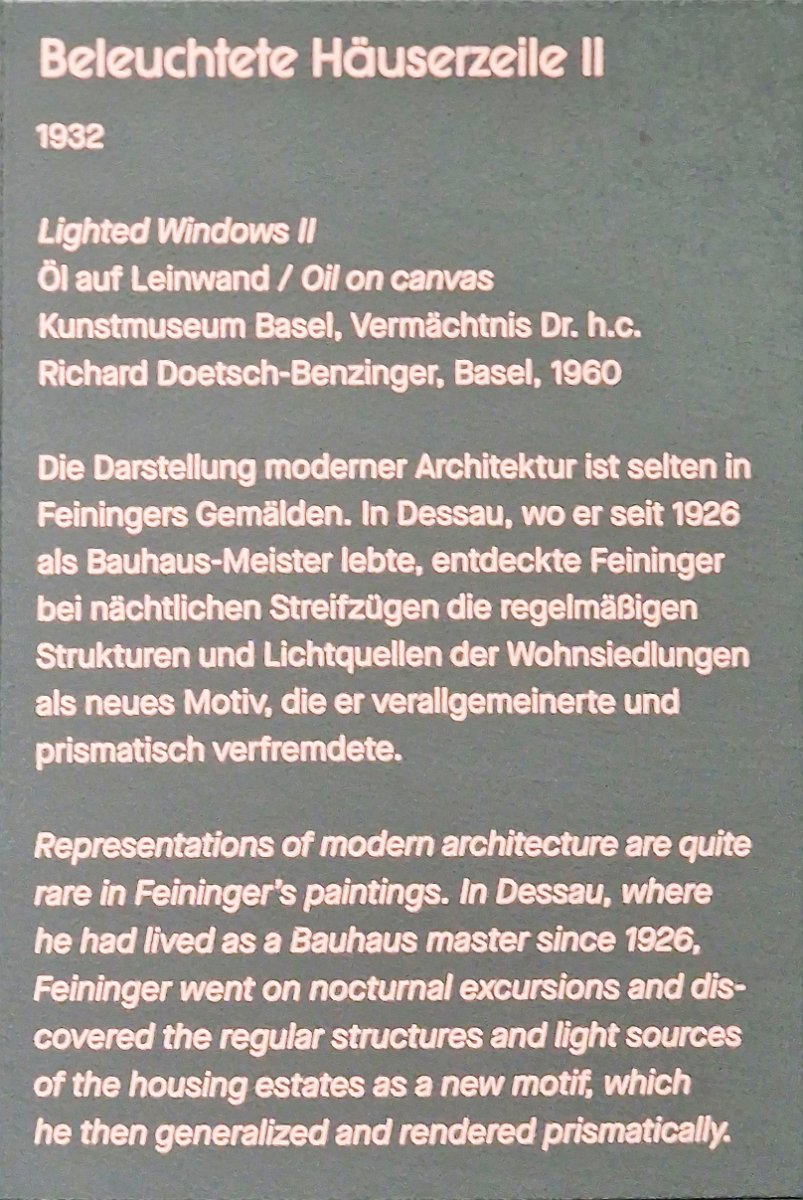 Beleuchtete Häuserzeile II
1932
Lighted Windows II
Öl auf Leinwand / Oil on canvas
Kunstmuseum Basel, Vermächtnis Dr. h.c.
Richard Doetsch-Benzinger, Basel, 1960
Die Darstellung moderner Architektur ist selten in
Feiningers Gemälden. In Dessau, wo er seit 1926
als Bauhaus-Meister lebte, entdeckte Feininger
bei nächtlichen Streifzügen die regelmäßigen
Strukturen und Lichtquellen der Wohnsiedlungen
als neues Motiv, die er verallgemeinerte und
prismatisch verfremdete.
Representations of modern architecture are quite
rare in Feininger's paintings. In Dessau, where
he had lived as a Bauhaus master since 1926,
Feininger went on nocturnal excursions and dis-
covered the regular structures and light sources
of the housing estates as a new motif, which
he then generalized and rendered prismatically.